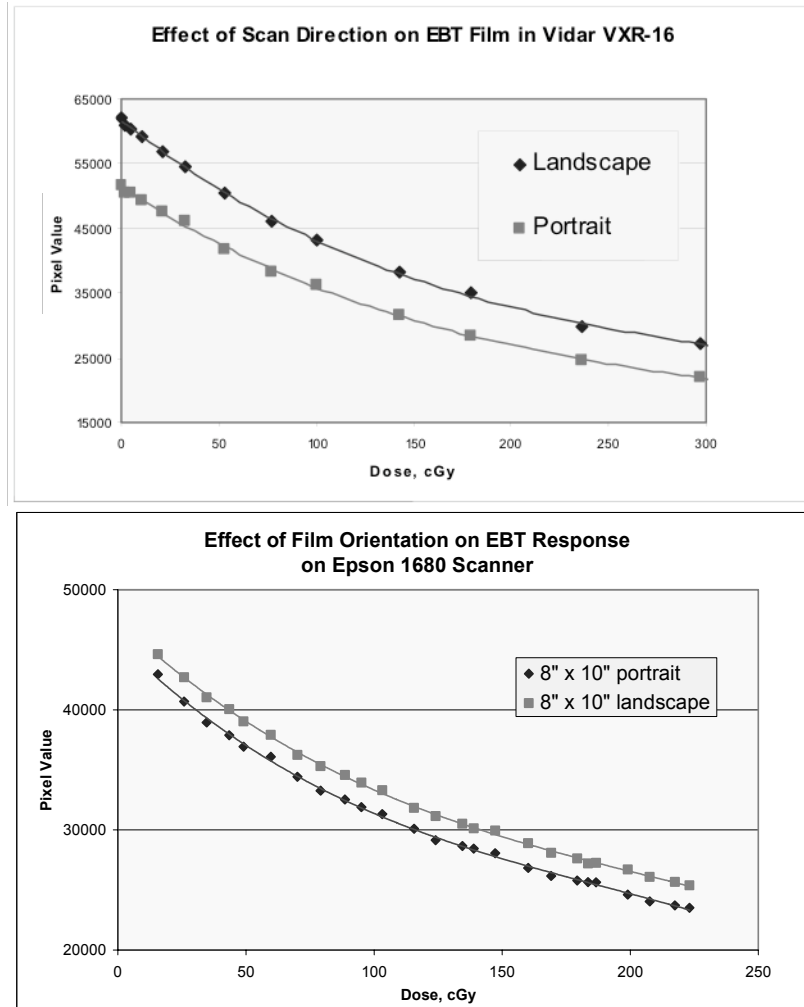 Effect of Scan Direction on EBT Film in Vidar VXR-16
65000
55000
45000
35000
25000
15000
Pixel Value
Landscape
Portrait
0
50
100
150
200
250
300
Dose, cGy
Effect of Film Orientation on EBT Response
on Epson 1680 Scanner
50000
40000
30000
20000
Pixel Value
8" x 10" portrait
8" x 10" landscape
0
50
100
150
200
250
Dose, cGy